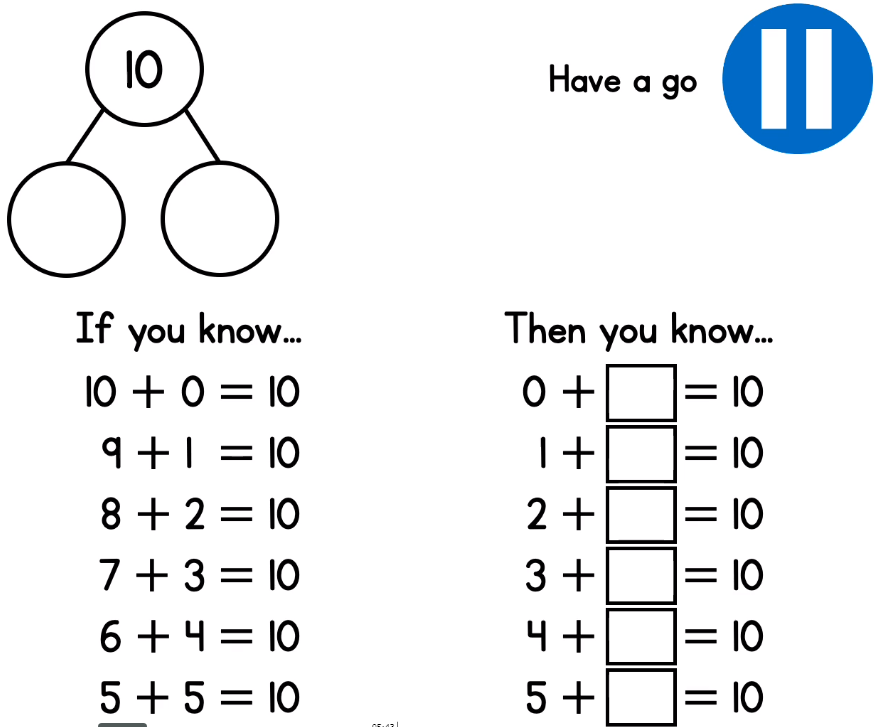 10
Have a go
If you know...
10 + 0 = 10
9 + 1 = 10
8 + 2 = 10
7 + 3 = 10
6 + 4 = 10
5 + 5 = 10
Then you know...
0 + = 10
1 + = 10
2 + = 10
3 + = 10
4 + = 10
5 + = 10